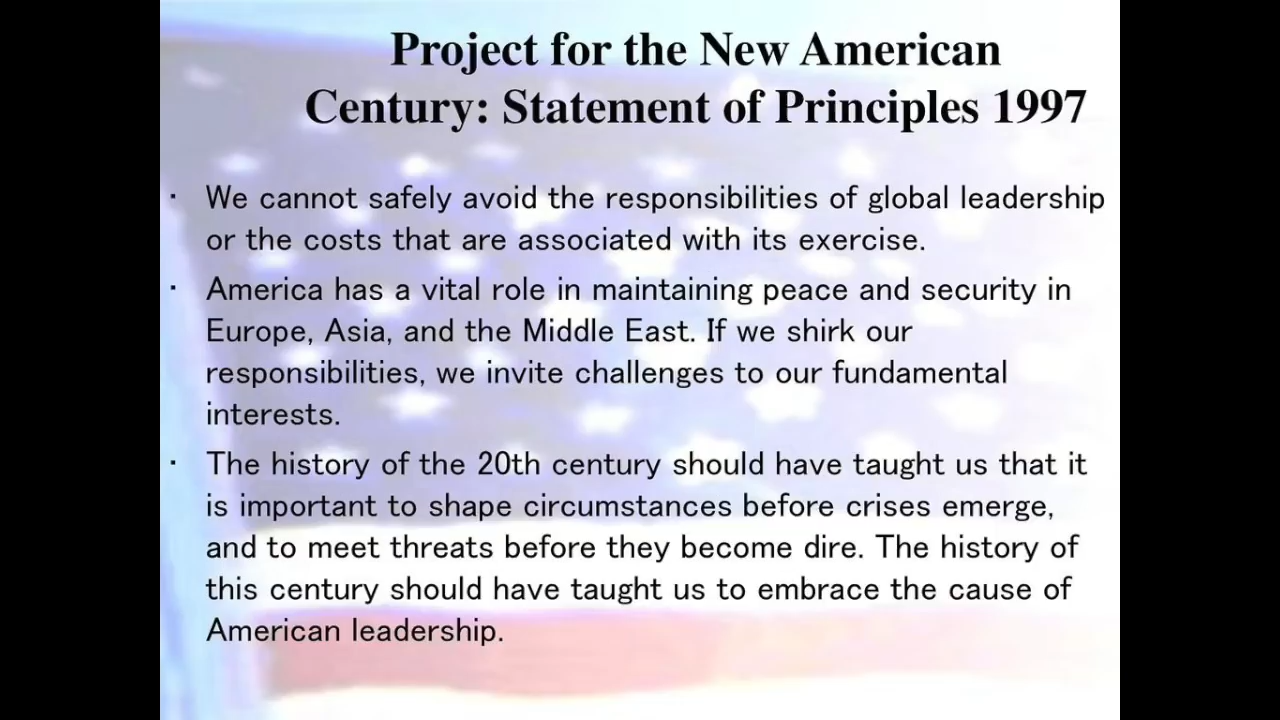 Project for the New American
Century: Statement of Principles 1997
· We cannot safely avoid the responsibilities of global leadership
or the costs that are associated with its exercise.
· America has a vital role in maintaining peace and security in
Europe, Asia, and the Middle East. If we shirk our
responsibilities, we invite challenges to our fundamental
interests.
· The history of the 20th century should have taught us that it
is important to shape circumstances before crises emerge,
and to meet threats before they become dire. The history of
this century should have taught us to embrace the cause of
American leadership.